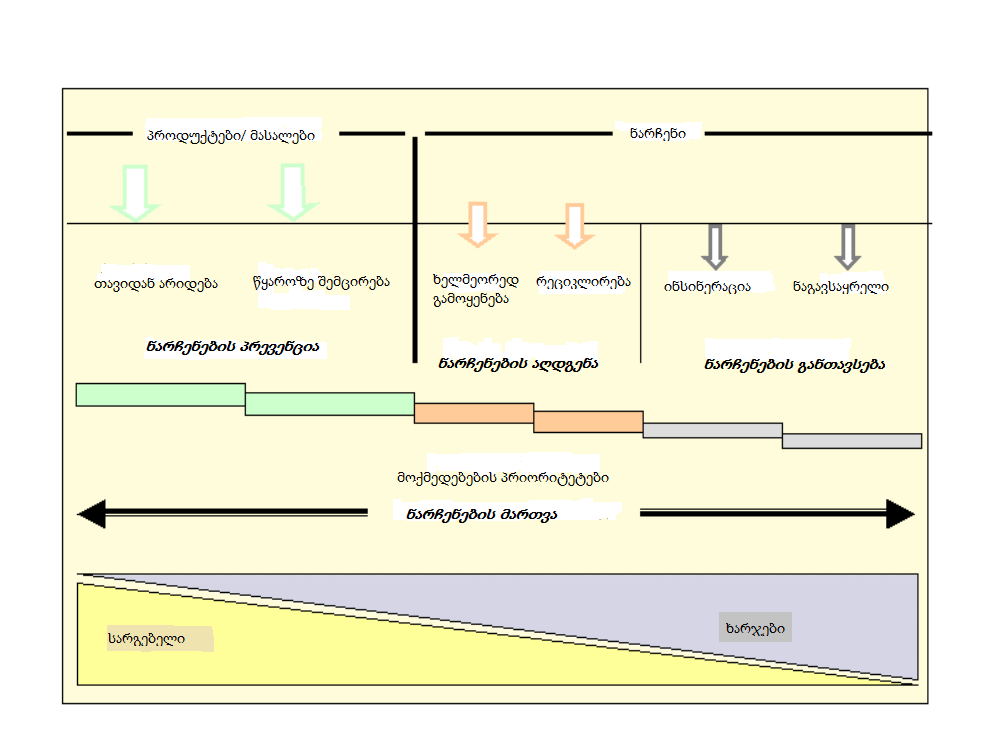 პროდუქტები/ მასალები
ნარჩენი
თავიდან არიდება
წყაროზე შემცირება
ხელმეორედ
გამოყენება
რეციკლირება
ინსინერაცია
ნაგავსაყრელი
ნარჩენების პრევენცია
ნარჩენების აღდგენა
ნარჩენების განთავსება
მოქმედებების პრიორიტეტები
ნარჩენების მართვა
სარგებელი
ხარჯები